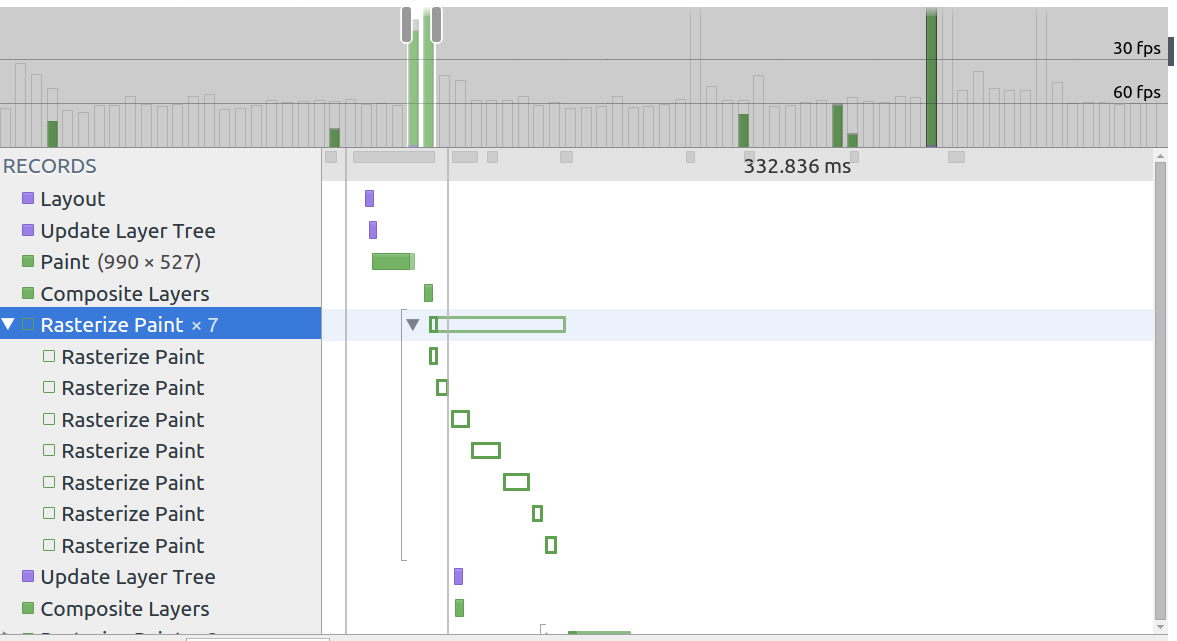 30 fps
60 fps
RECORDS
332.836 ms
Layout
Update Layer Tree
Paint (990 × 527)
Composite Layers
Rasterize Paint × 7
Rasterize Paint
Rasterize Paint
Rasterize Paint
Rasterize Paint
Rasterize Paint
Rasterize Paint
Rasterize Paint
Update Layer Tree
Composite Layers